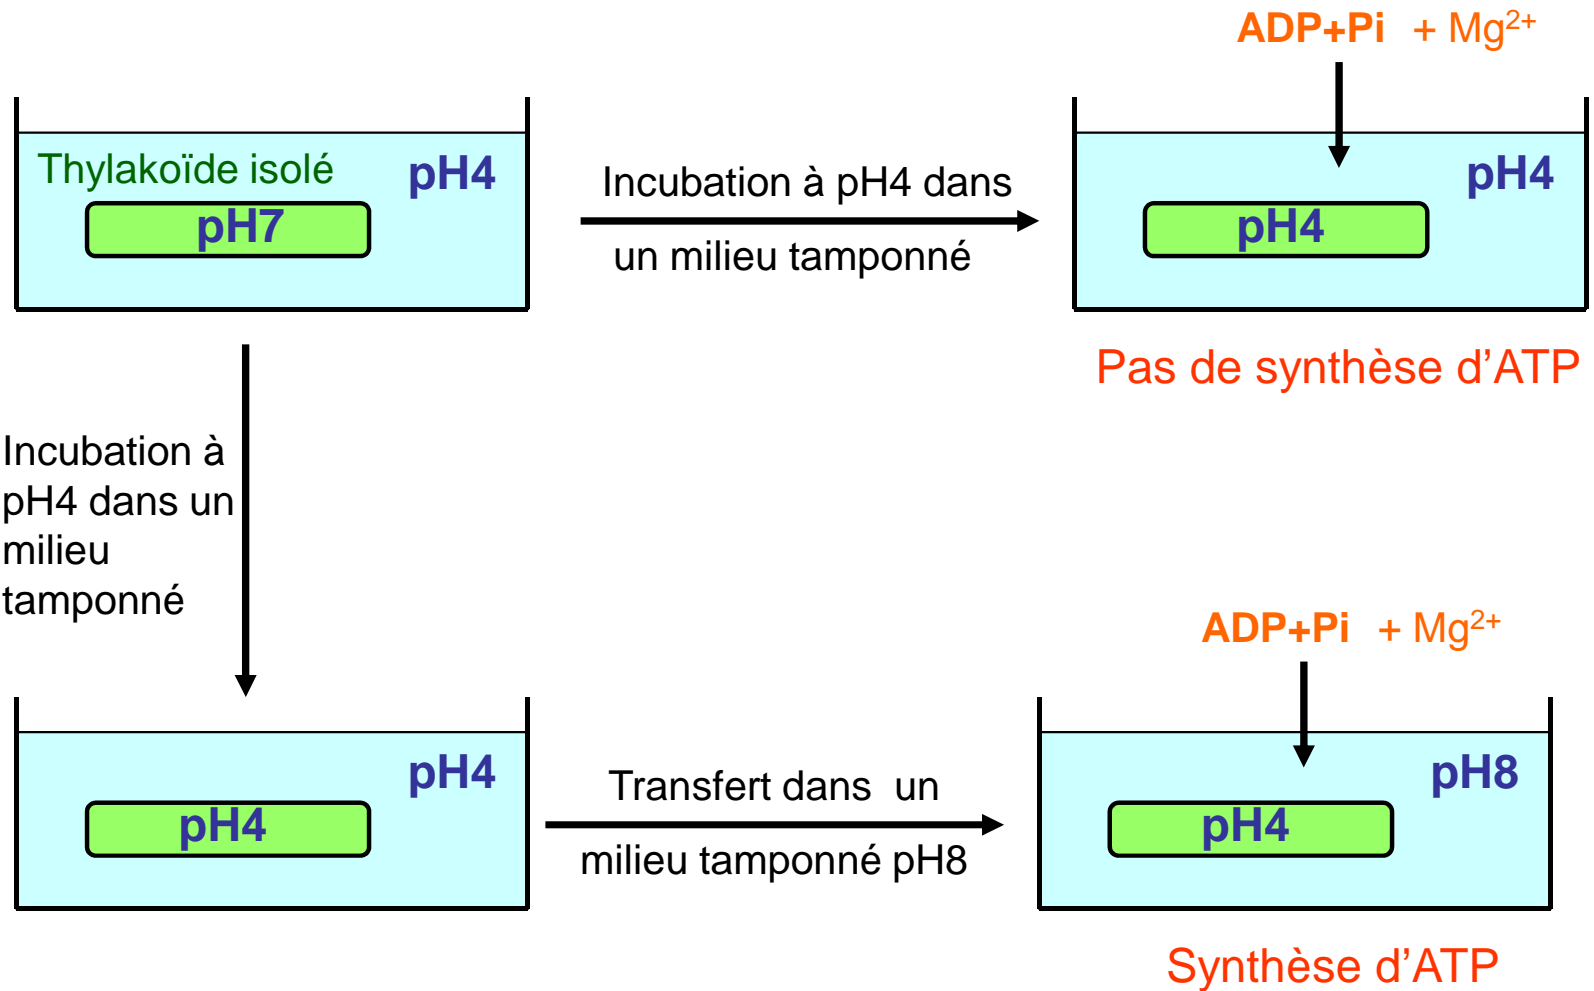 ADP+Pi + Mg²⁺
Thylakoïde isolé
pH4
pH7
Incubation à pH4 dans
un milieu tamponné
pH4
pH4
Pas de synthèse d’ATP
Incubation à
pH4 dans un
milieu
tamponné
ADP+Pi + Mg²⁺
pH4
pH4
Transfert dans un
milieu tamponné pH8
pH8
pH4
Synthèse d’ATP